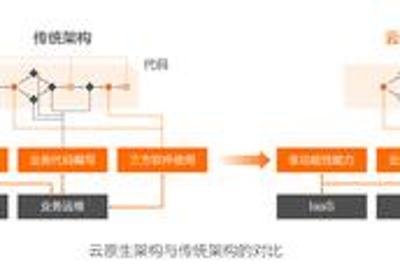 传统架构
云
代码
业务代码编写
三方软件使用
非功能性能力
业务运维
IaaS
云原生架构与传统架构的对比